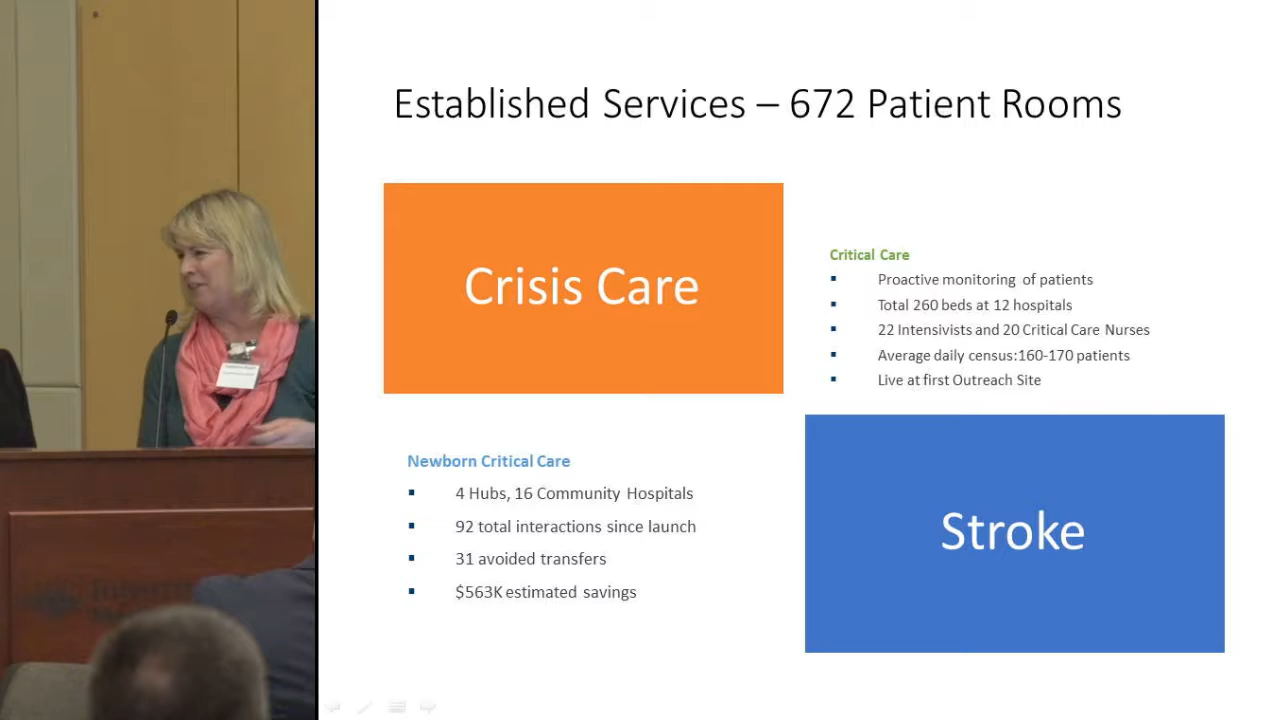 Established Services – 672 Patient Rooms
Crisis Care
Critical Care
▪ Proactive monitoring of patients
▪ Total 260 beds at 12 hospitals
▪ 22 Intensivists and 20 Critical Care Nurses
▪ Average daily census:160-170 patients
▪ Live at first Outreach Site
Newborn Critical Care
▪ 4 Hubs, 16 Community Hospitals
▪ 92 total interactions since launch
▪ 31 avoided transfers
▪ $563K estimated savings
Stroke